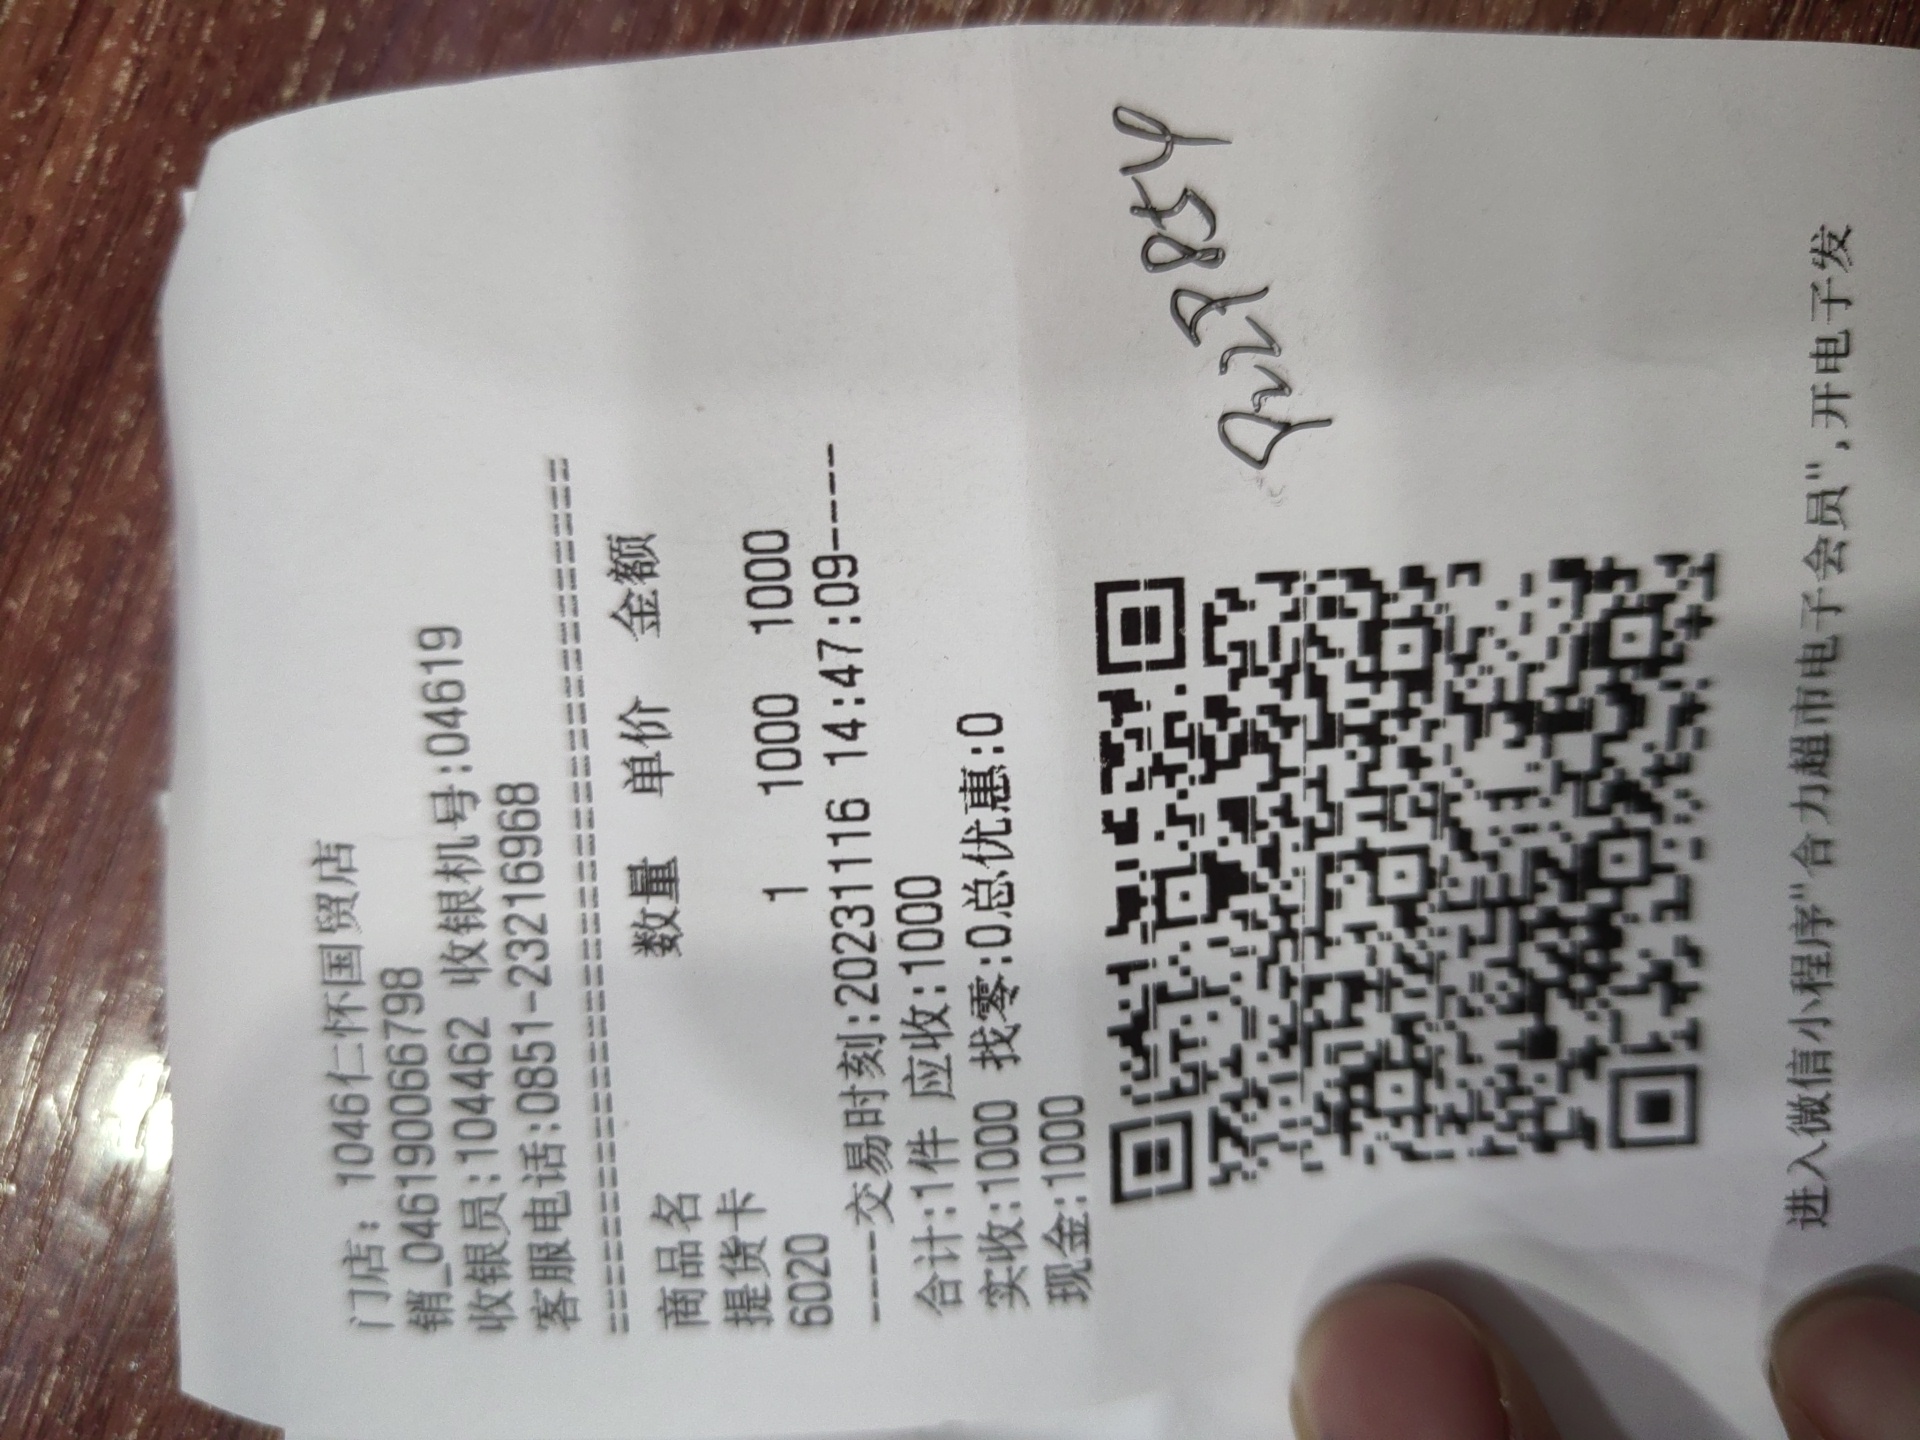 门店: 1046仁怀国贸店
销_046190066798
收银员:104462 收银机号:04619
客服电话:0851-23216968
================================================
商品名 数量 单价 金额
提货卡
6020 1 1000 1000
----交易时刻:20231116 14:47:09----
合计:1件 应收:1000
实收:1000 找零:0总优惠:0
现金:1000
进入微信小程序"合力超市电子会员",开电子发